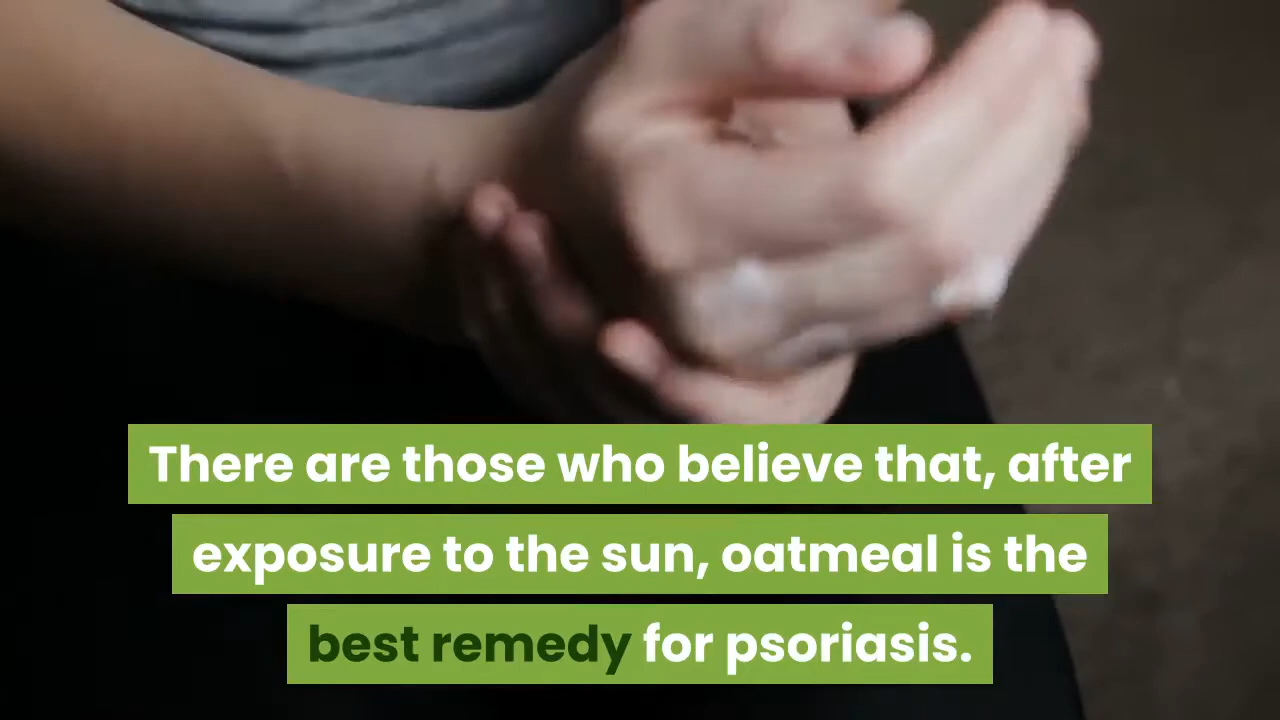 There are those who believe that, after
exposure to the sun, oatmeal is the
best remedy for psoriasis.